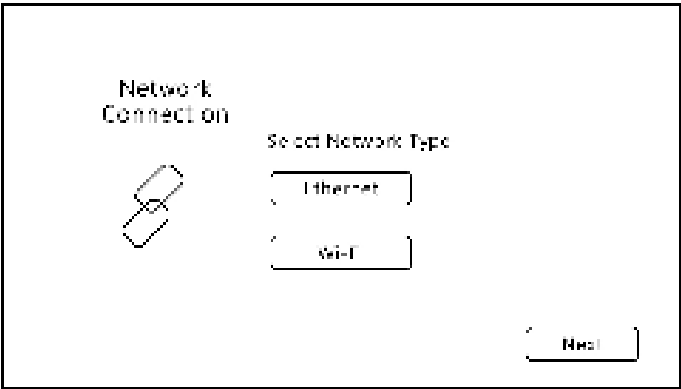 Network
Connection
Select Network Type
Ethernet
Wi-Fi
Next